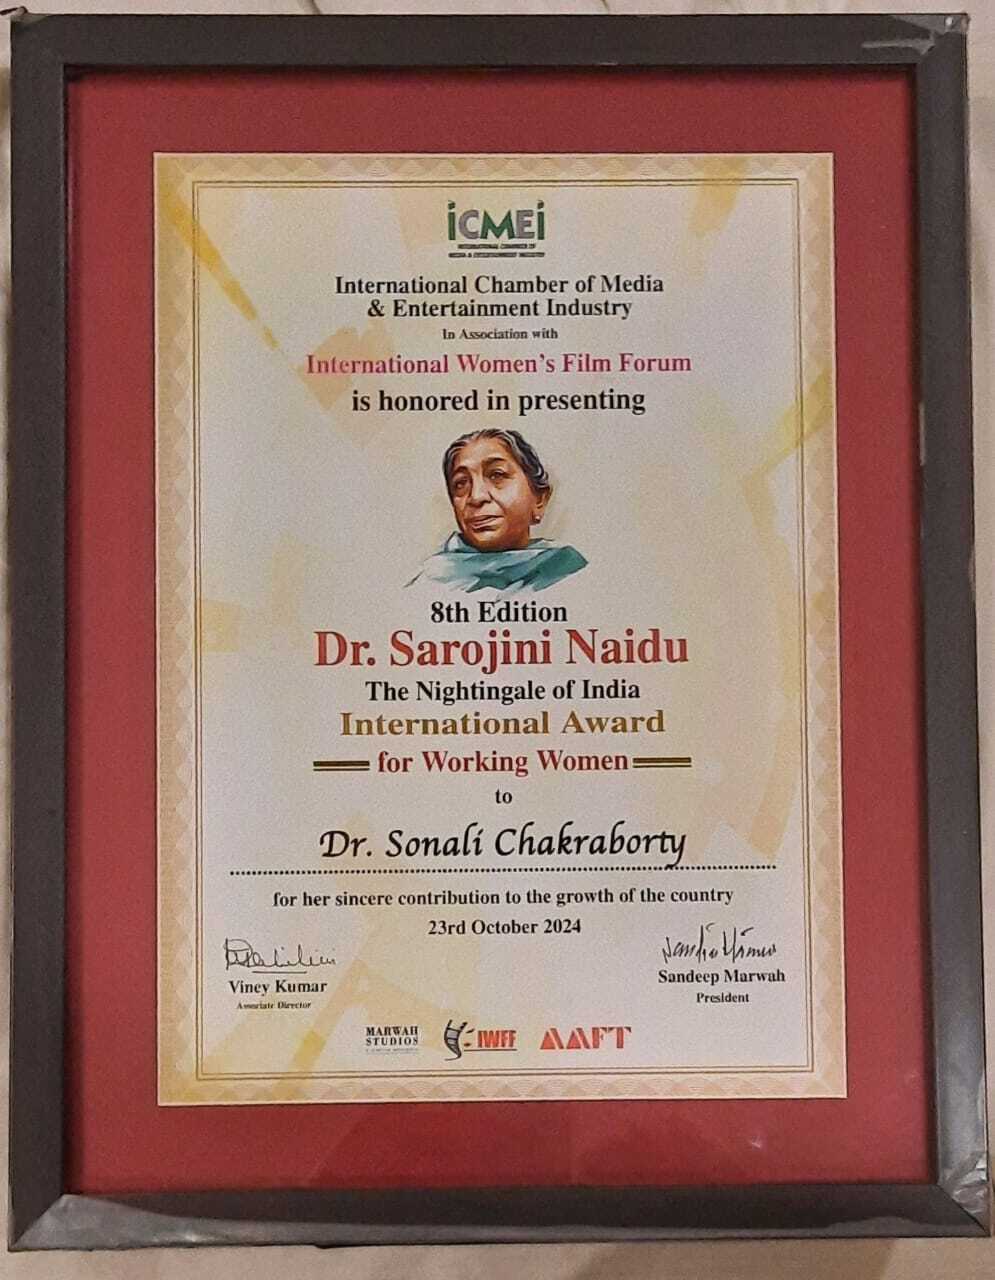 iCMEi
International Chamber of Media
& Entertainment Industry
In Association with
International Women's Film Forum
is honored in presenting
8th Edition
Dr. Sarojini Naidu
The Nightingale of India
International Award
for Working Women
to
Dr. Sonali Chakraborty
for her sincere contribution to the growth of the country
23rd October 2024
Viney Kumar
Associate Director
Sandeep Marwah
President
MARWAH
STUDIOS
IWFF
AAFT